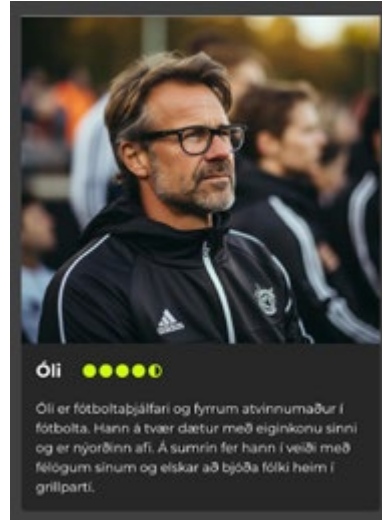 adidas
Óli
Óli er fótboltaþjálfari og fyrrum atvinnumaður í
fótbolta. Hann á tvær dætur með eiginkonu sinni
og er nýorðinn afi. Á sumrin fer hann í veiði með
félögum sínum og elskar að bjóða fólki heim í
grillpartí.